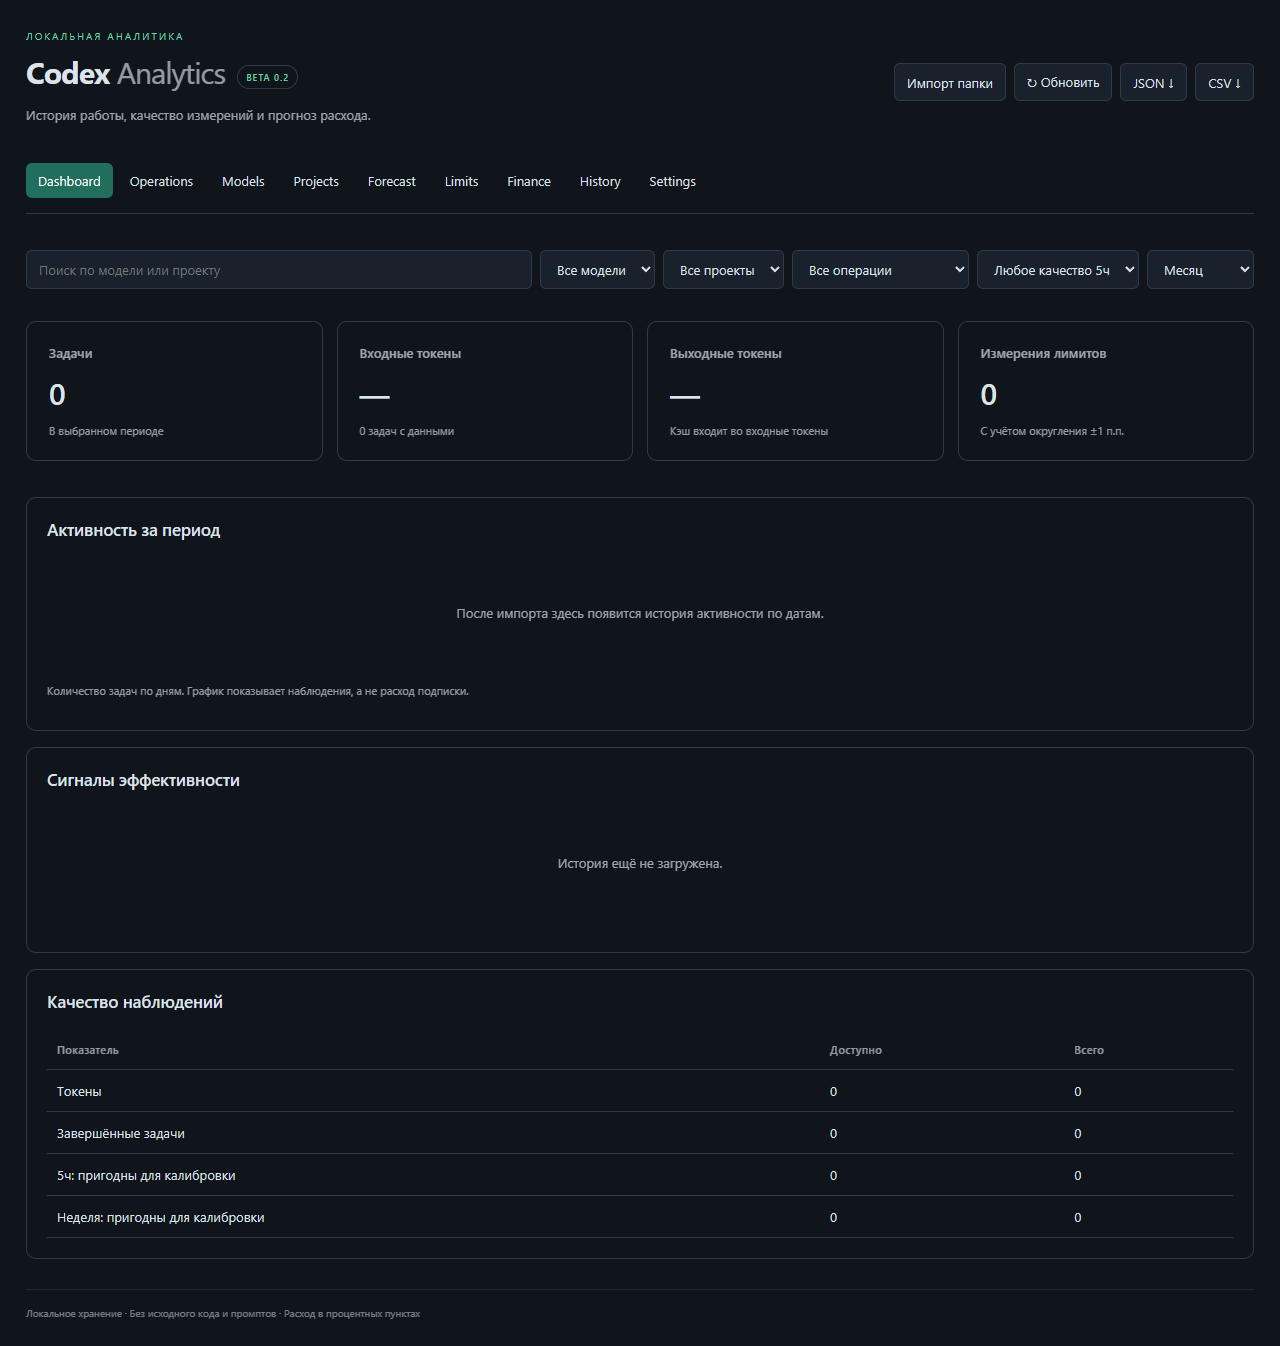 ЛОКАЛЬНАЯ АНАЛИТИКА
Codex Analytics BETA 0.2
История работы, качество измерений и прогноз расхода.
Импорт папки ↻ Обновить JSON ↓ CSV ↓
Dashboard Operations Models Projects Forecast Limits Finance History Settings
Поиск по модели или проекту Все модели Все проекты Все операции Любое качество 5ч Месяц
Задачи
0
В выбранном периоде
Входные токены
—
0 задач с данными
Выходные токены
—
Кэш входит во входные токены
Измерения лимитов
0
С учётом округления ±1 п.п.
Активность за период
После импорта здесь появится история активности по датам.
Количество задач по дням. График показывает наблюдения, а не расход подписки.
Сигналы эффективности
История ещё не загружена.
Качество наблюдений
Показатель Доступно Всего
Токены 0 0
Завершённые задачи 0 0
5ч: пригодны для калибровки 0 0
Неделя: пригодны для калибровки 0 0
Локальное хранение · Без исходного кода и промптов · Расход в процентных пунктах